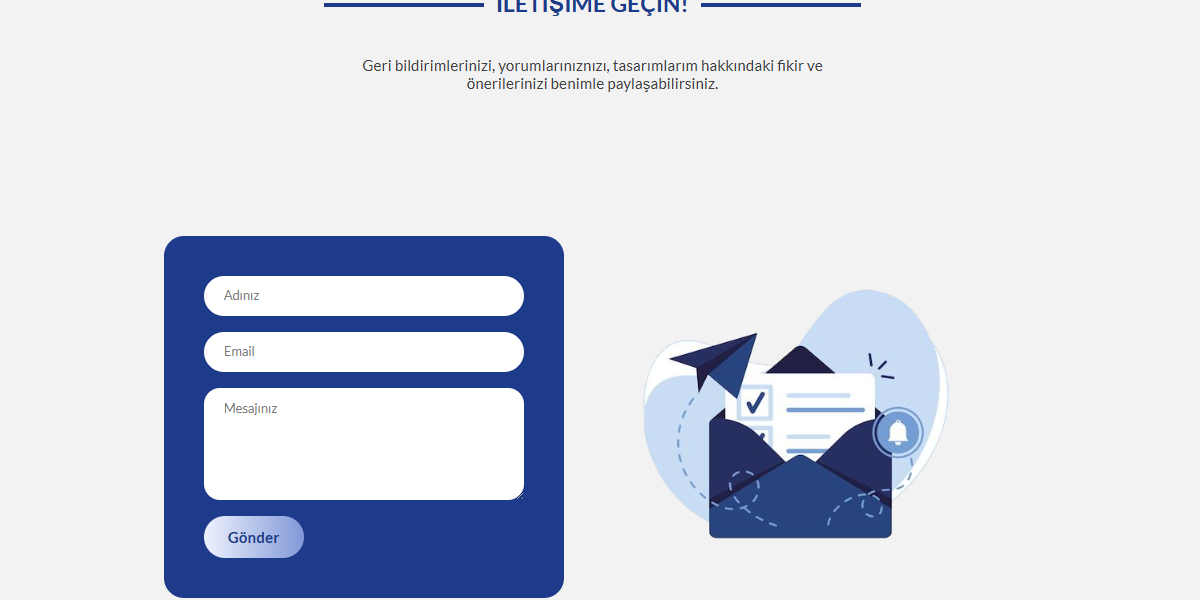 İLETİŞİME GEÇİN!
Geri bildirimlerinizi, yorumlarınıznızı, tasarımlarım hakkındaki fikir ve
önerilerinizi benimle paylaşabilirsiniz.
Adınız
Email
Mesajınız
Gönder